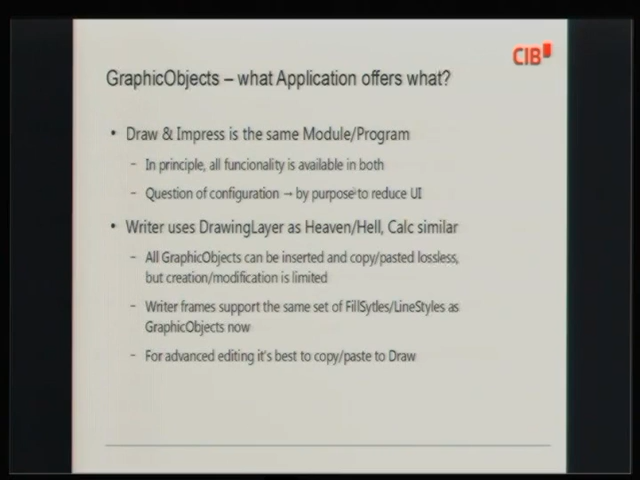 CIB
GraphicObjects – what Application offers what?
• Draw & Impress is the same Module/Program
– In principle, all funcionality is available in both
– Question of configuration → by purpose to reduce UI
• Writer uses DrawingLayer as Heaven/Hell, Calc similar
– All GraphicObjects can be inserted and copy/pasted lossless,
but creation/modification is limited
– Writer frames support the same set of FillSytles/LineStyles as
GraphicObjects now
– For advanced editing it's best to copy/paste to Draw